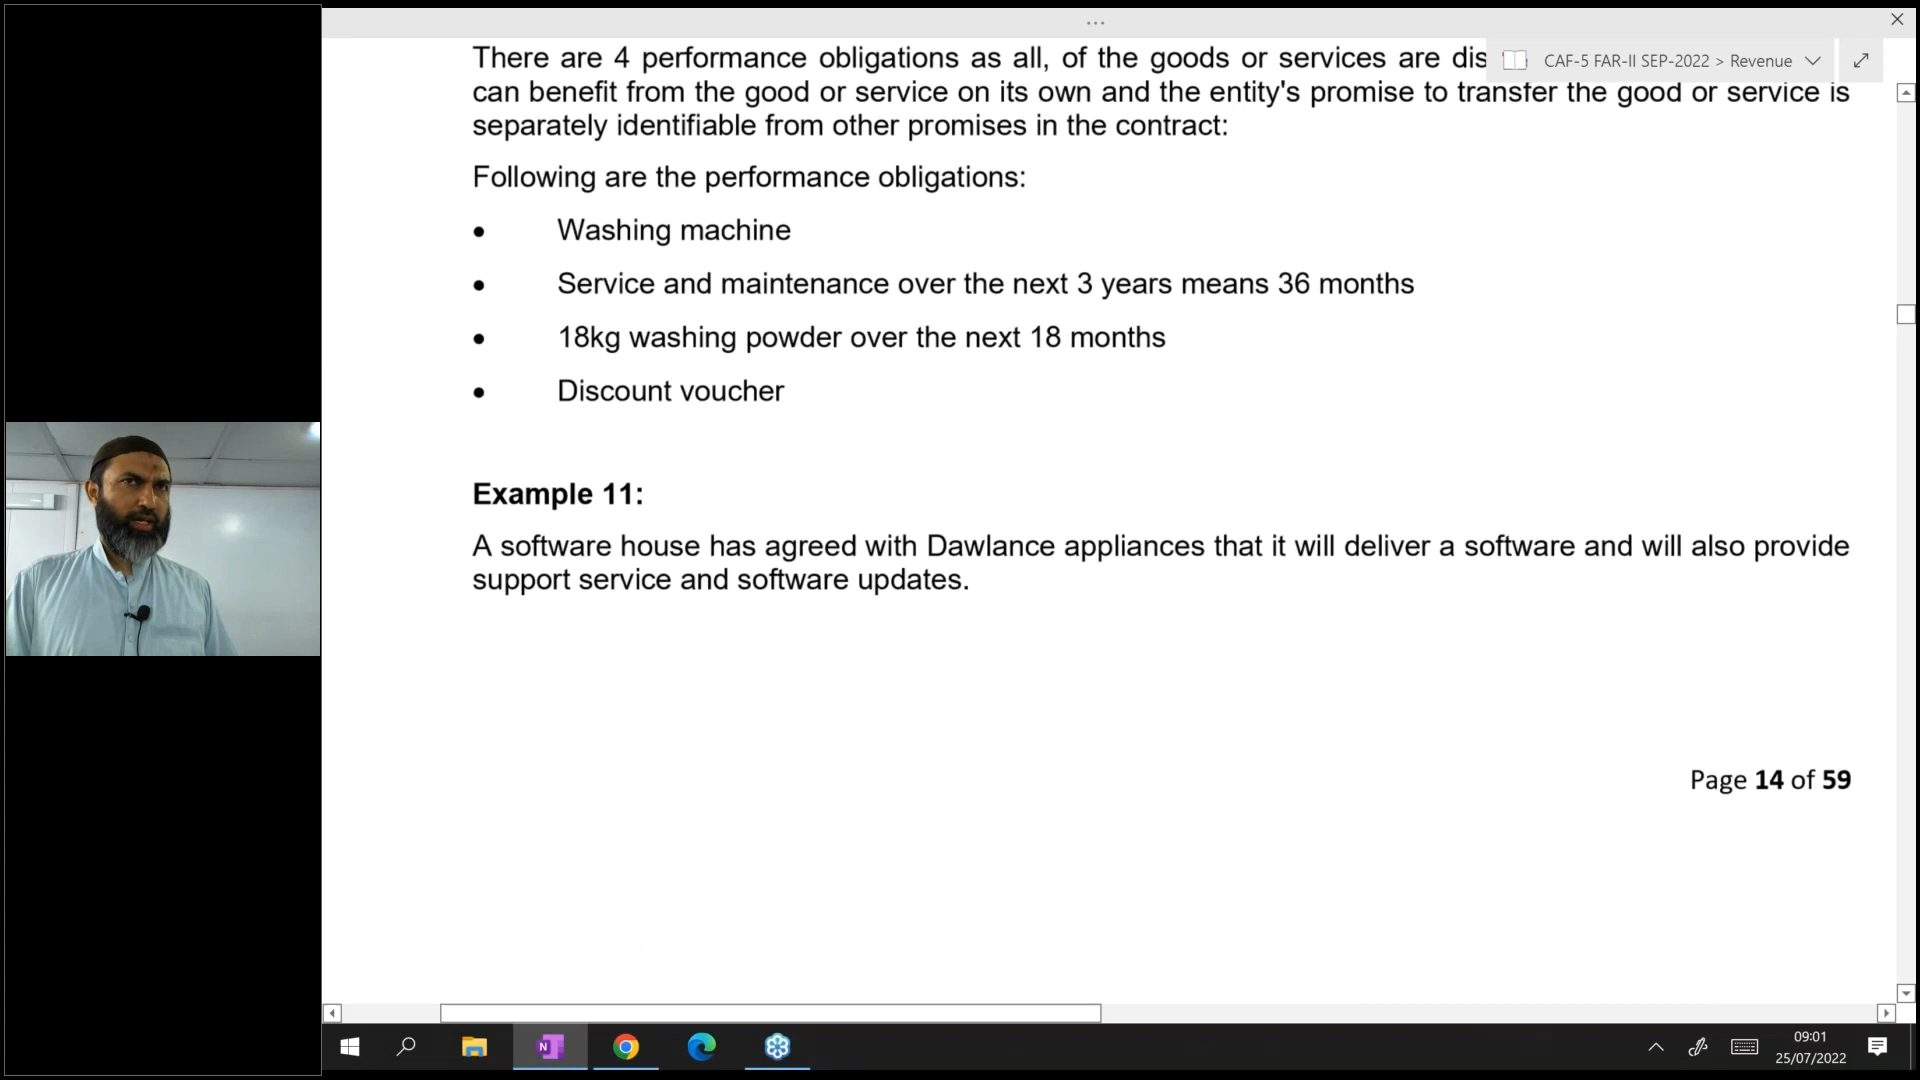 There are 4 performance obligations as all, of the goods or services are dis
CAF-5 FAR-II SEP-2022 > Revenue
can benefit from the good or service on its own and the entity's promise to transfer the good or service is
separately identifiable from other promises in the contract:
Following are the performance obligations:
• Washing machine
• Service and maintenance over the next 3 years means 36 months
• 18kg washing powder over the next 18 months
• Discount voucher
Example 11:
A software house has agreed with Dawlance appliances that it will deliver a software and will also provide
support service and software updates.
Page 14 of 59
N
09:01
25/07/2022